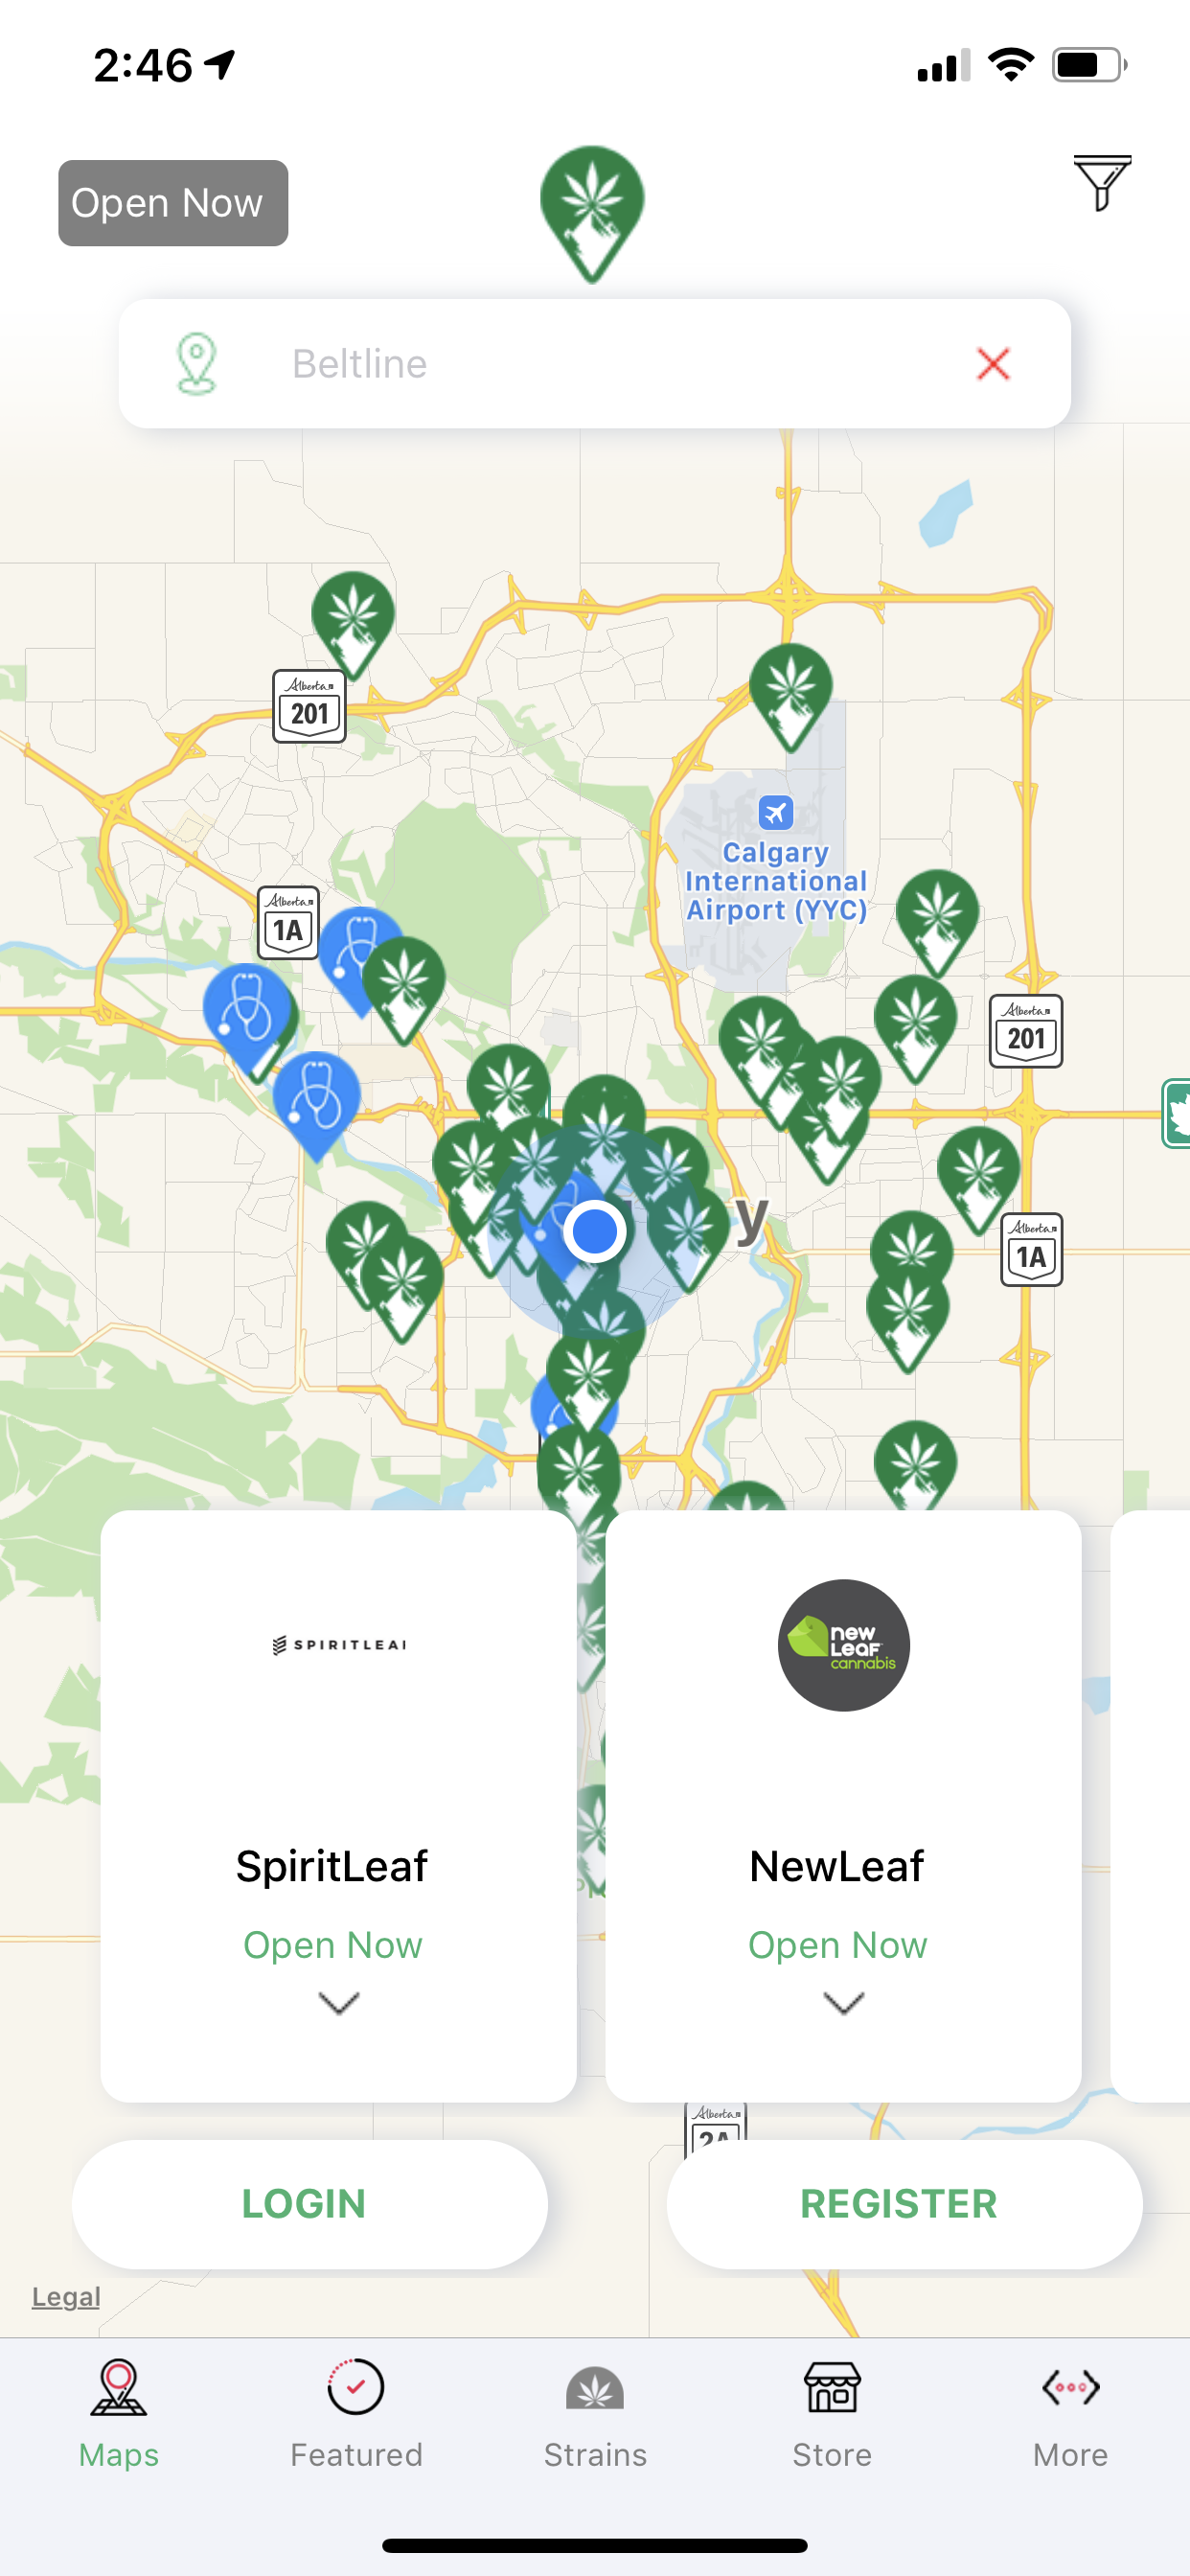 2:46
Open Now
Beltline
Alberta
201
Calgary
International
Airport (YYC)
Alberta
1A
Alberta
201
y
Alberta
1A
SPIRITLEA
new
LEAF
cannabis
SpiritLeaf
NewLeaf
Open Now
Open Now
Alberta
2A
LOGIN
REGISTER
Legal
Maps
Featured
Strains
Store
More